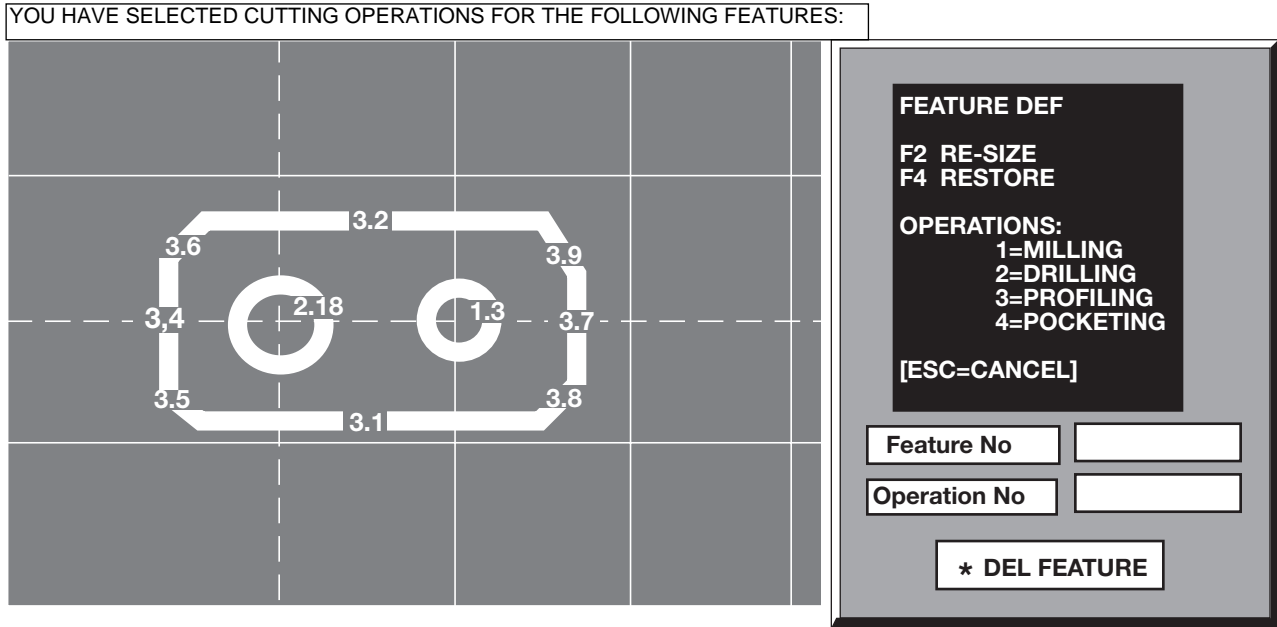 YOU HAVE SELECTED CUTTING OPERATIONS FOR THE FOLLOWING FEATURES:
3.2
3.6
3.9
2.18
1.3
3,4
3.7
3.5
3.8
3.1
FEATURE DEF
F2 RE-SIZE
F4 RESTORE
OPERATIONS:
1=MILLING
2=DRILLING
3=PROFILING
4=POCKETING
[ESC=CANCEL]
Feature No
Operation No
* DEL FEATURE